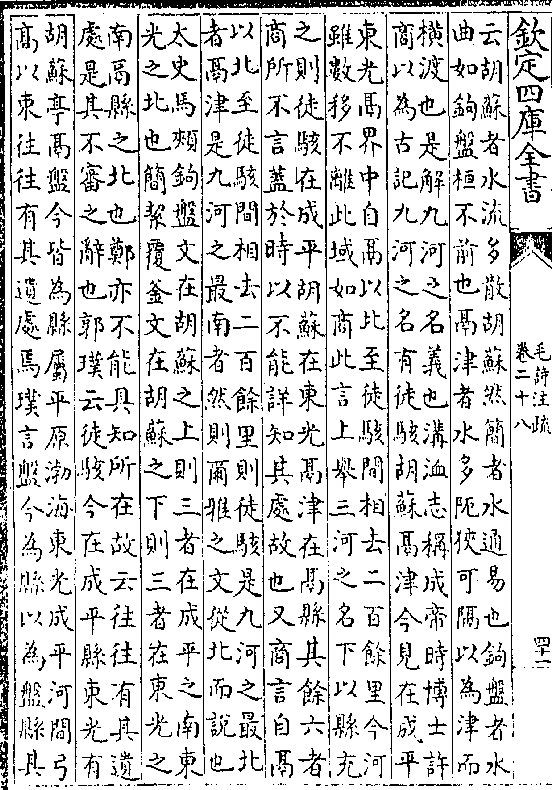 欽定四庫全書
毛詩注疏
卷二十八
四十一
云胡蘇者水流多散胡蘇然簡者水通易也鉤盤者水
曲如鉤盤桓不前也鬲津者水多阨狹可隔以為津而
橫渡也是解九河之名義也溝洫志稱成帝時博士許
商以為古記九河之名有徒駭胡蘇鬲津今見在成平
東光鬲界中自鬲以北至徒駭間相去二百餘里今河
雖數移不離此域如商此言上舉三河之名下以縣充
之則徒駭在成平胡蘇在東光鬲津在鬲縣其餘六者
商所不言蓋於時以不能詳知其處故也又商言自鬲
以北至徒駭間相去二百餘里則徒駭是九河之最北
者鬲津是九河之最南者然則爾雅之文從北而說也
太史馬頰鉤盤文在胡蘇之上則三者在成平之南東
光之北也簡絜覆釜文在胡蘇之下則三者在東光之
南鬲縣之北也鄭亦不能具知所在故云往往有其遺
處是其不審之辭也郭璞云徒駭今在成平縣東光有
胡蘇亭鬲盤今皆為縣屬平原渤海東光成平河間弓
高以東往往有其遺處焉璞言盤今為縣以為盤縣其